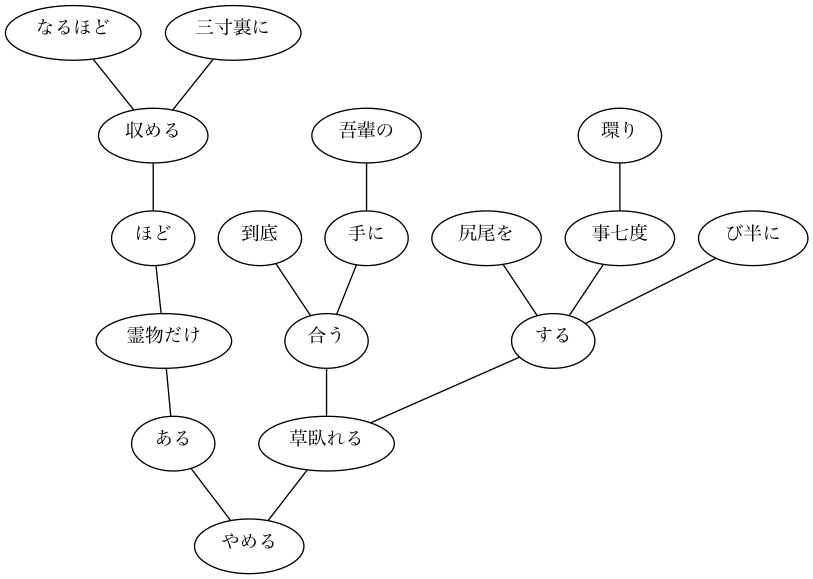 なるほど 三寸裏に
収める 吾輩の 環り
ほど 到底 手に 尻尾を 事七度 び半に
霊物だけ 合う する
ある 草臥れる
やめる